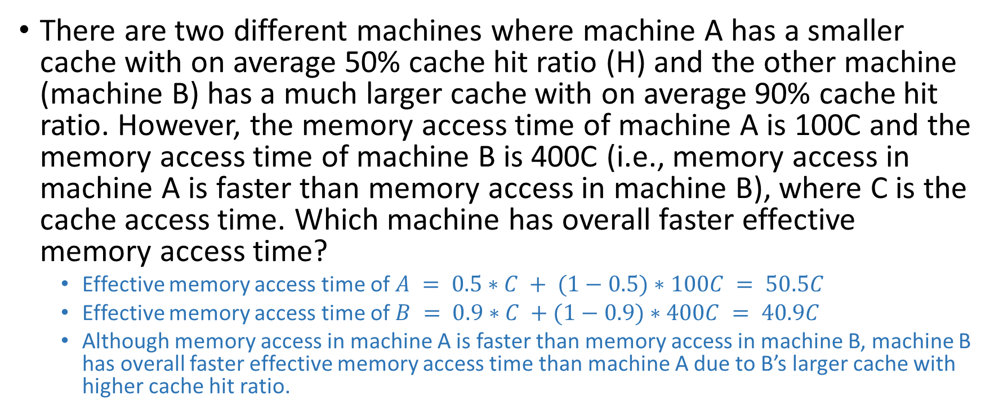 • There are two different machines where machine A has a smaller
cache with on average 50% cache hit ratio (H) and the other machine
(machine B) has a much larger cache with on average 90% cache hit
ratio. However, the memory access time of machine A is 100C and the
memory access time of machine B is 400C (i.e., memory access in
machine A is faster than memory access in machine B), where C is the
cache access time. Which machine has overall faster effective
memory access time?
• Effective memory access time of A = 0.5 ∗ C + (1 − 0.5) ∗ 100C = 50.5C
• Effective memory access time of B = 0.9 ∗ C + (1 − 0.9) ∗ 400C = 40.9C
• Although memory access in machine A is faster than memory access in machine B, machine B
has overall faster effective memory access time than machine A due to B’s larger cache with
higher cache hit ratio.